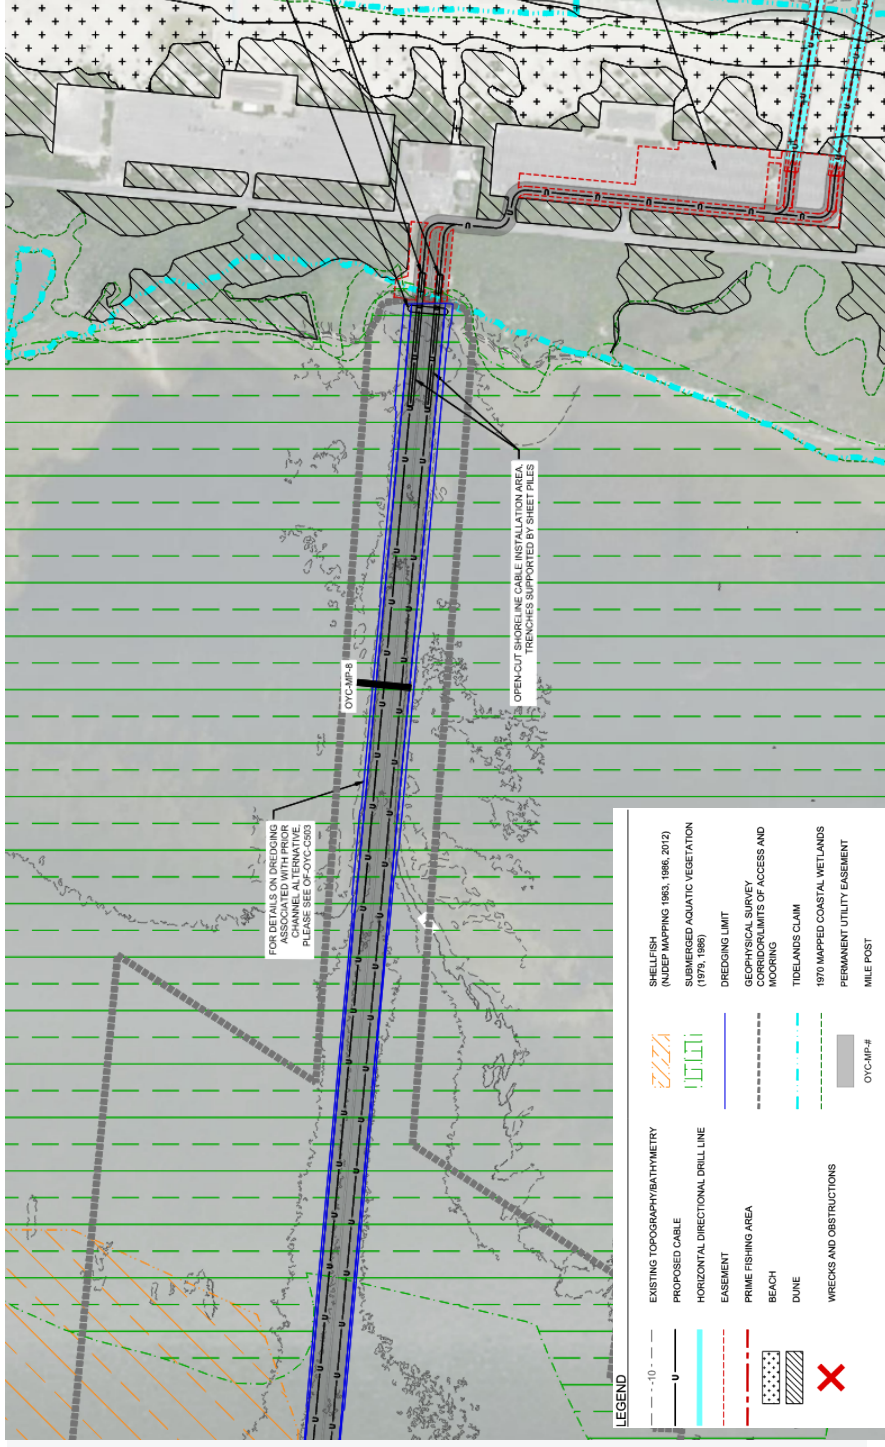 OYC-MP-8
FOR DETAILS ON DREDGING
ASSOCIATED WITH PRIOR
CHANNEL ALTERNATIVE,
PLEASE SEE OF-OYC-C503
OPEN-CUT SHORELINE CABLE INSTALLATION AREA,
TRENCHES SUPPORTED BY SHEET PILES
LEGEND
-10
EXISTING TOPOGRAPHY/BATHYMETRY
U
PROPOSED CABLE
HORIZONTAL DIRECTIONAL DRILL LINE
EASEMENT
PRIME FISHING AREA
BEACH
DUNE
WRECKS AND OBSTRUCTIONS
SHELLFISH
(NJDEP MAPPING 1963, 1986, 2012)
SUBMERGED AQUATIC VEGETATION
(1979, 1986)
DREDGING LIMIT
GEOPHYSICAL SURVEY
CORRIDOR/LIMITS OF ACCESS AND
MOORING
TIDELANDS CLAIM
1970 MAPPED COASTAL WETLANDS
PERMANENT UTILITY EASEMENT
OYC-MP-#
MILE POST